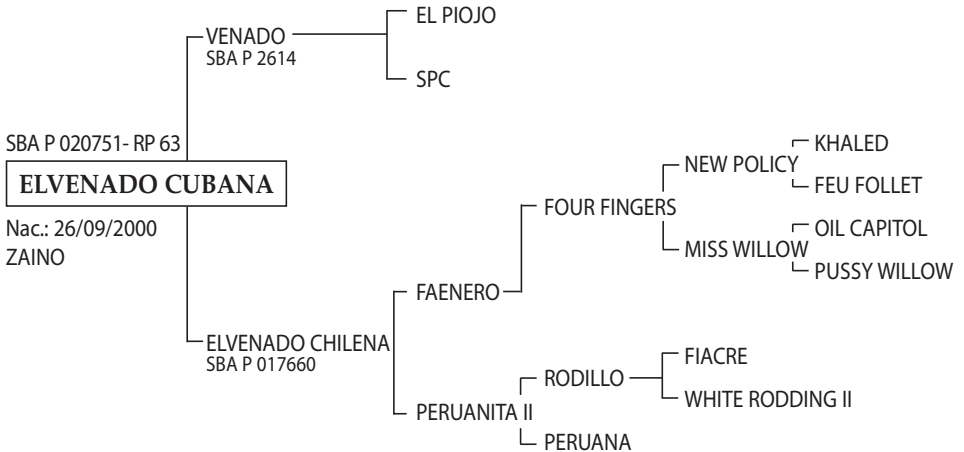 SBA P 020751- RP 63
ELVENADO CUBANA
Nac.: 26/09/2000
ZAINO
VENADO
SBA P 2614
EL PIOJO
SPC
ELVENADO CHILENA
SBA P 017660
FAENERO
FOUR FINGERS
NEW POLICY
KHALED
FEU FOLLET
MISS WILLOW
OIL CAPITOL
PUSSY WILLOW
PERUANITA II
RODILLO
FIACRE
WHITE RODDING II
PERUANA